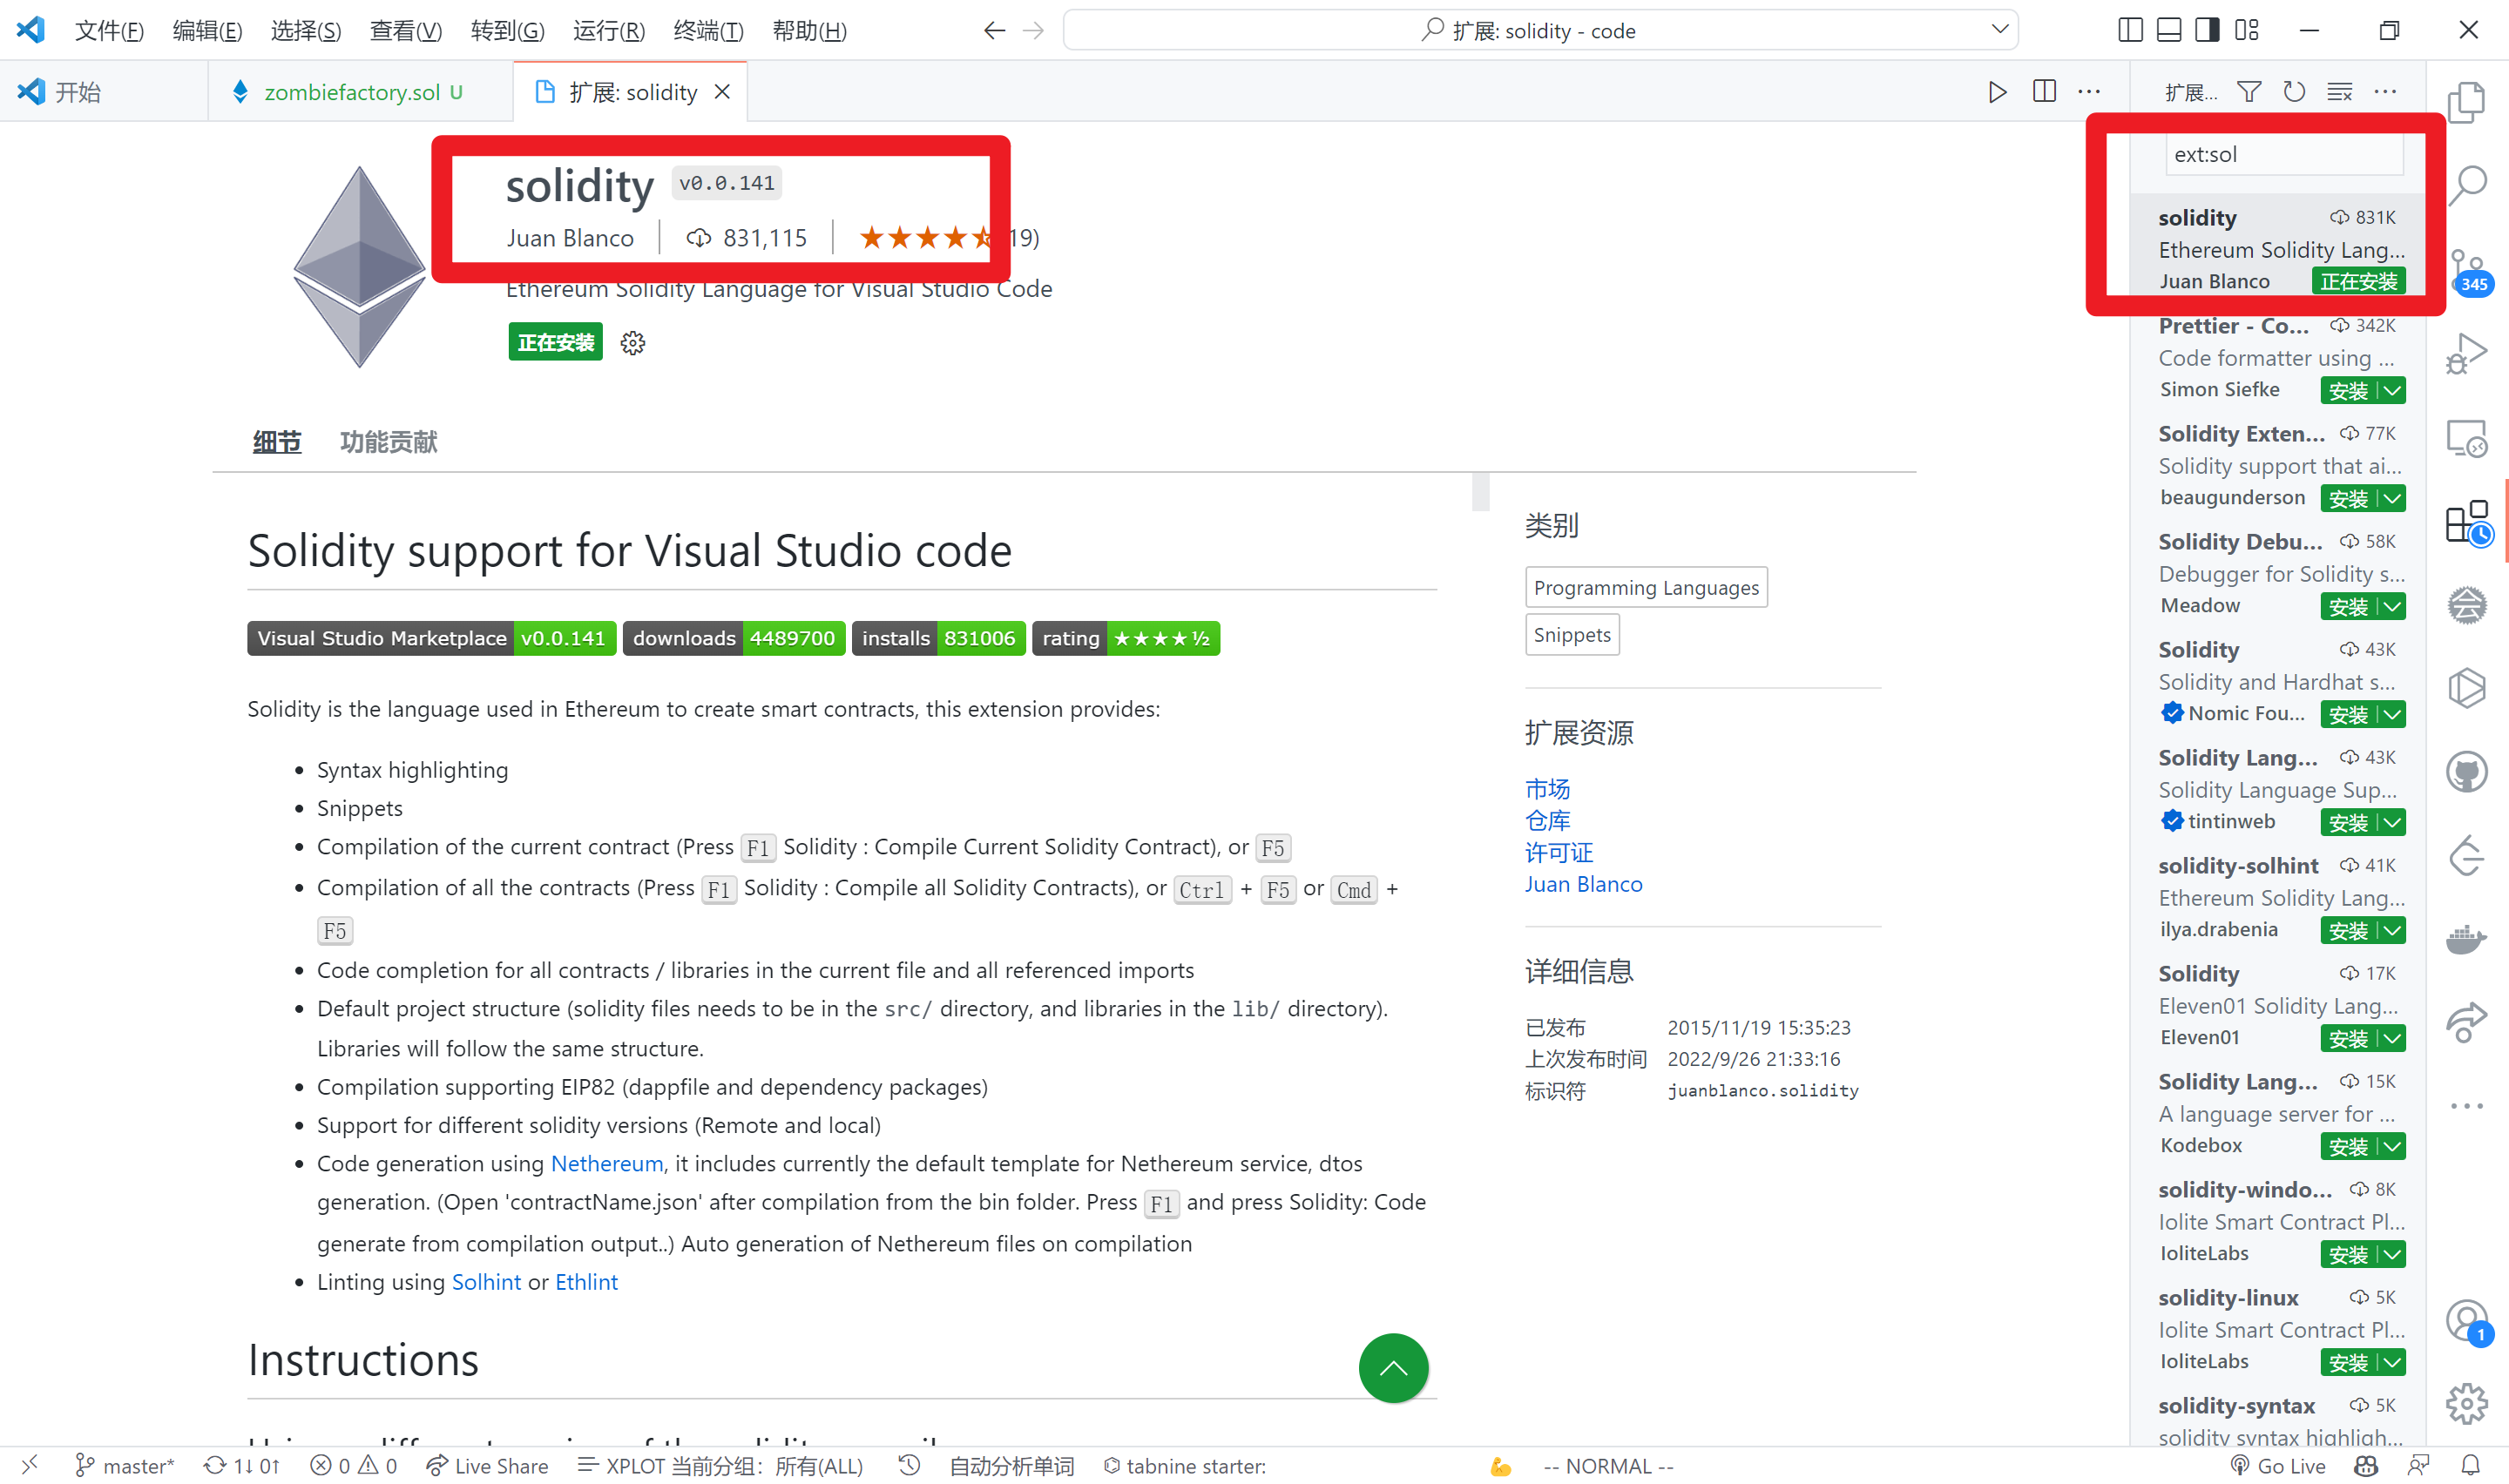 文件(F) 编辑(E) 选择(S) 查看(V) 转到(G) 运行(R) 终端(T) 帮助(H) 扩展: solidity - code
开始 zombiefactory.sol U 扩展: solidity
solidity v0.0.141
Juan Blanco 831,115 19)
Ethereum Solidity Language for Visual Studio Code
正在安装
细节 功能贡献
Solidity support for Visual Studio code
Visual Studio Marketplace v0.0.141 downloads 4489700 installs 831006 rating ★★★★½
Solidity is the language used in Ethereum to create smart contracts, this extension provides:
• Syntax highlighting
• Snippets
• Compilation of the current contract (Press F1 Solidity : Compile Current Solidity Contract), or F5
• Compilation of all the contracts (Press F1 Solidity : Compile all Solidity Contracts), or Ctrl + F5 or Cmd +
F5
• Code completion for all contracts / libraries in the current file and all referenced imports
• Default project structure (solidity files needs to be in the src/ directory, and libraries in the lib/ directory).
Libraries will follow the same structure.
• Compilation supporting EIP82 (dappfile and dependency packages)
• Support for different solidity versions (Remote and local)
• Code generation using Nethereum, it includes currently the default template for Nethereum service, dtos
generation. (Open 'contractName.json' after compilation from the bin folder. Press F1 and press Solidity: Code
generate from compilation output..) Auto generation of Nethereum files on compilation
• Linting using Solhint or Ethlint
Instructions
类别
Programming Languages
Snippets
扩展资源
市场
仓库
许可证
Juan Blanco
详细信息
已发布 2015/11/19 15:35:23
上次发布时间 2022/9/26 21:33:16
标识符 juanblanco.solidity
扩展...
ext:sol
solidity 831K
Ethereum Solidity Lang...
Juan Blanco 正在安装
Prettier - Co... 342K
Code formatter using ...
Simon Siefke 安装
Solidity Exten... 77K
Solidity support that ai...
beaugunderson 安装
Solidity Debu... 58K
Debugger for Solidity s...
Meadow 安装
Solidity 43K
Solidity and Hardhat s...
Nomic Fou... 安装
Solidity Lang... 43K
Solidity Language Sup...
tintinweb 安装
solidity-solhint 41K
Ethereum Solidity Lang...
ilya.drabenia 安装
Solidity 17K
Eleven01 Solidity Lang...
Eleven01 安装
Solidity Lang... 15K
A language server for ...
Kodebox 安装
solidity-windo... 8K
Iolite Smart Contract Pl...
IoliteLabs 安装
solidity-linux 5K
Iolite Smart Contract Pl...
IoliteLabs 安装
solidity-syntax 5K
solidity syntax highligh...
345
1
master* 1↓ 0↑ 0 0 Live Share XPLOT 当前分组：所有(ALL) 自动分析单词 tabnine starter: -- NORMAL -- Go Live